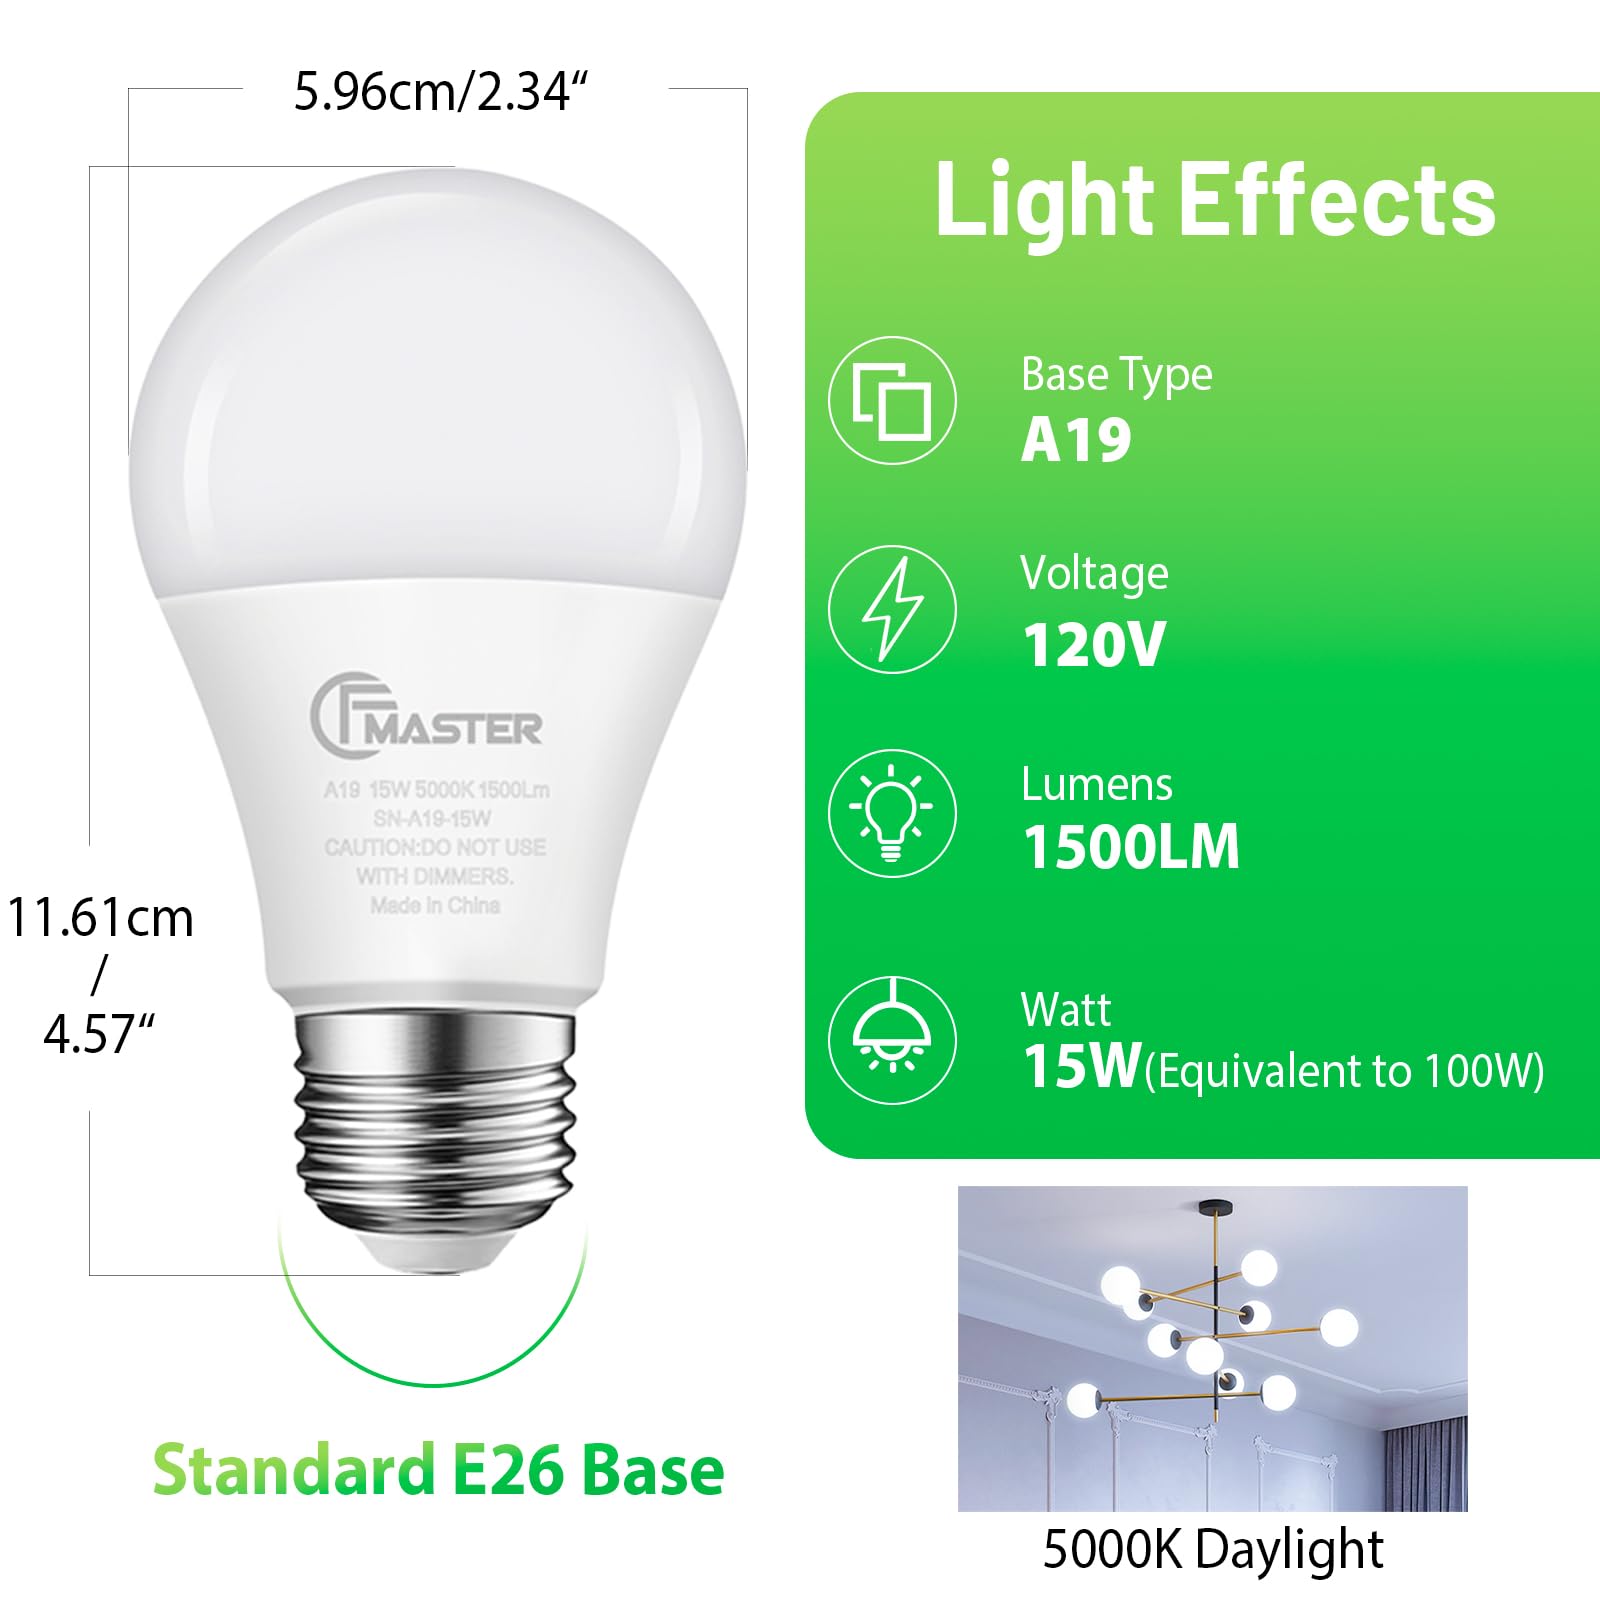 5.96cm/2.34“
Light Effects
Base Type
A19
Voltage
120V
Lumens
1500LM
Watt
15W(Equivalent to 100W)
CFMASTER
A19 15W 5000K 1500Lm
SN-A19-15W
CAUTION:DO NOT USE
WITH DIMMERS.
Made in China
11.61cm
/
4.57“
Standard E26 Base
5000K Daylight